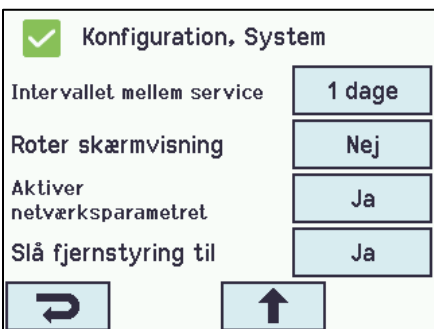 Konfiguration, System
Intervallet mellem service
1 dage
Roter skærmvisning
Nej
Aktiver
netværksparametret
Ja
Slå fjernstyring til
Ja